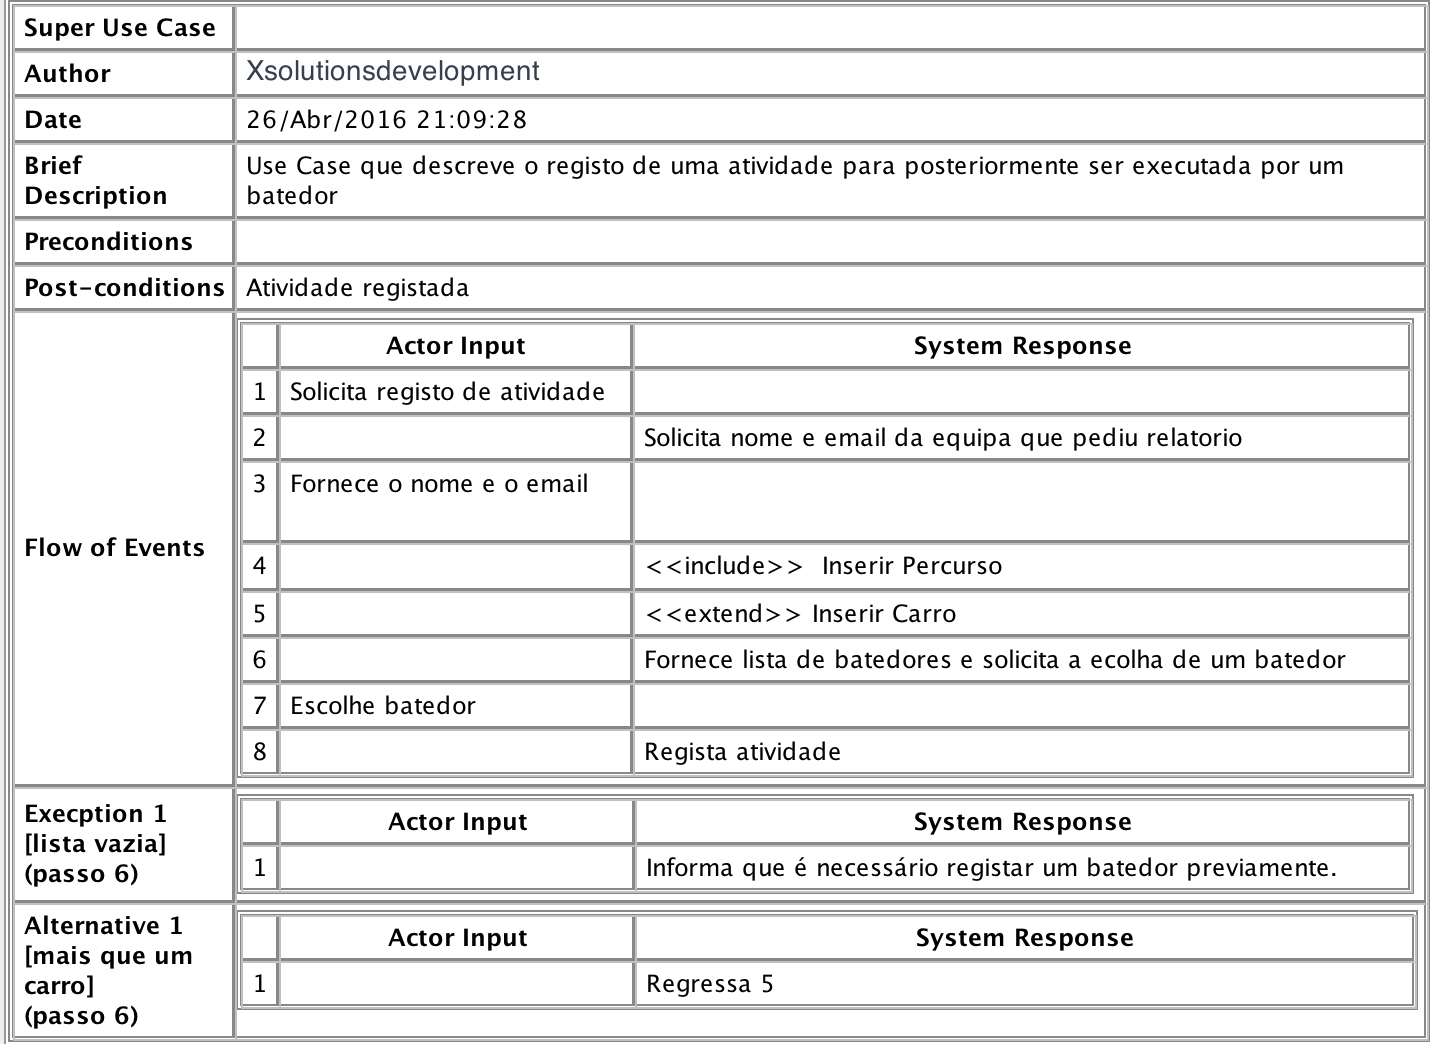 Super Use Case
Author
Xsolutionsdevelopment
Date
26/Abr/2016 21:09:28
Brief
Description
Use Case que descreve o registo de uma atividade para posteriormente ser executada por um
batedor
Preconditions
Post-conditions
Atividade registada
Flow of Events
Actor Input
System Response
1
Solicita registo de atividade
2
Solicita nome e email da equipa que pediu relatorio
3
Fornece o nome e o email
4
<<include>>  Inserir Percurso
5
<<extend>> Inserir Carro
6
Fornece lista de batedores e solicita a ecolha de um batedor
7
Escolhe batedor
8
Regista atividade
Execption 1
[lista vazia]
(passo 6)
Actor Input
System Response
1
Informa que é necessário registar um batedor previamente.
Alternative 1
[mais que um
carro]
(passo 6)
Actor Input
System Response
1
Regressa 5